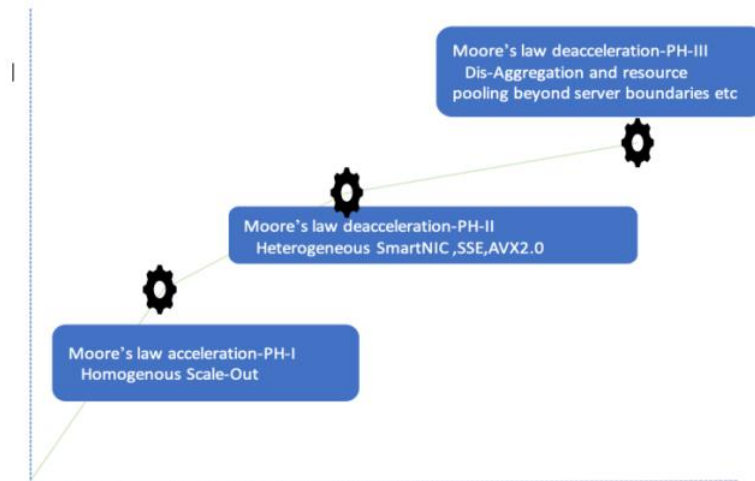 Moore's law deacceleration-PH-III
Dis-Aggregation and resource
pooling beyond server boundaries etc
Moore's law deacceleration-PH-II
Heterogeneous SmartNIC ,SSE,AVX2.0
Moore's law acceleration-PH-I
Homogenous Scale-Out